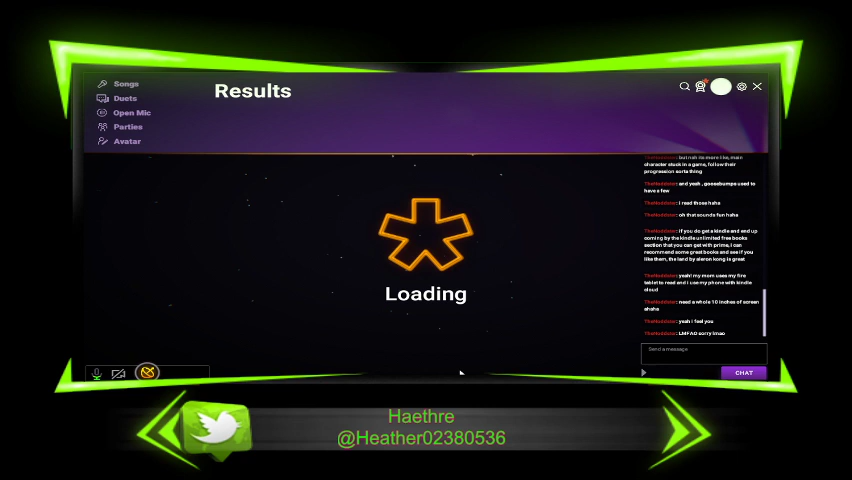 Songs
Duets
Open Mic
Parties
Avatar
Results
but nah its more like, main
character stuck in a game, follow their
progression sorta thing
and yeah , goosebumps used to
have a few
i read those haha
oh that sounds fun haha
if you do get a kindle and end up
coming by the kindle unlimited free books
section that you can get with prime, i can
recommend some great books and see if you
like them, the land by aleron kong is great
yeah! my mom uses my fire
tablet to read and i use my phone with kindle
cloud
need a whole 10 inches of screen
yeah i feel you
LMFAO sorry lmao
Loading
Send a message
CHAT
Haethre
@Heather02380536